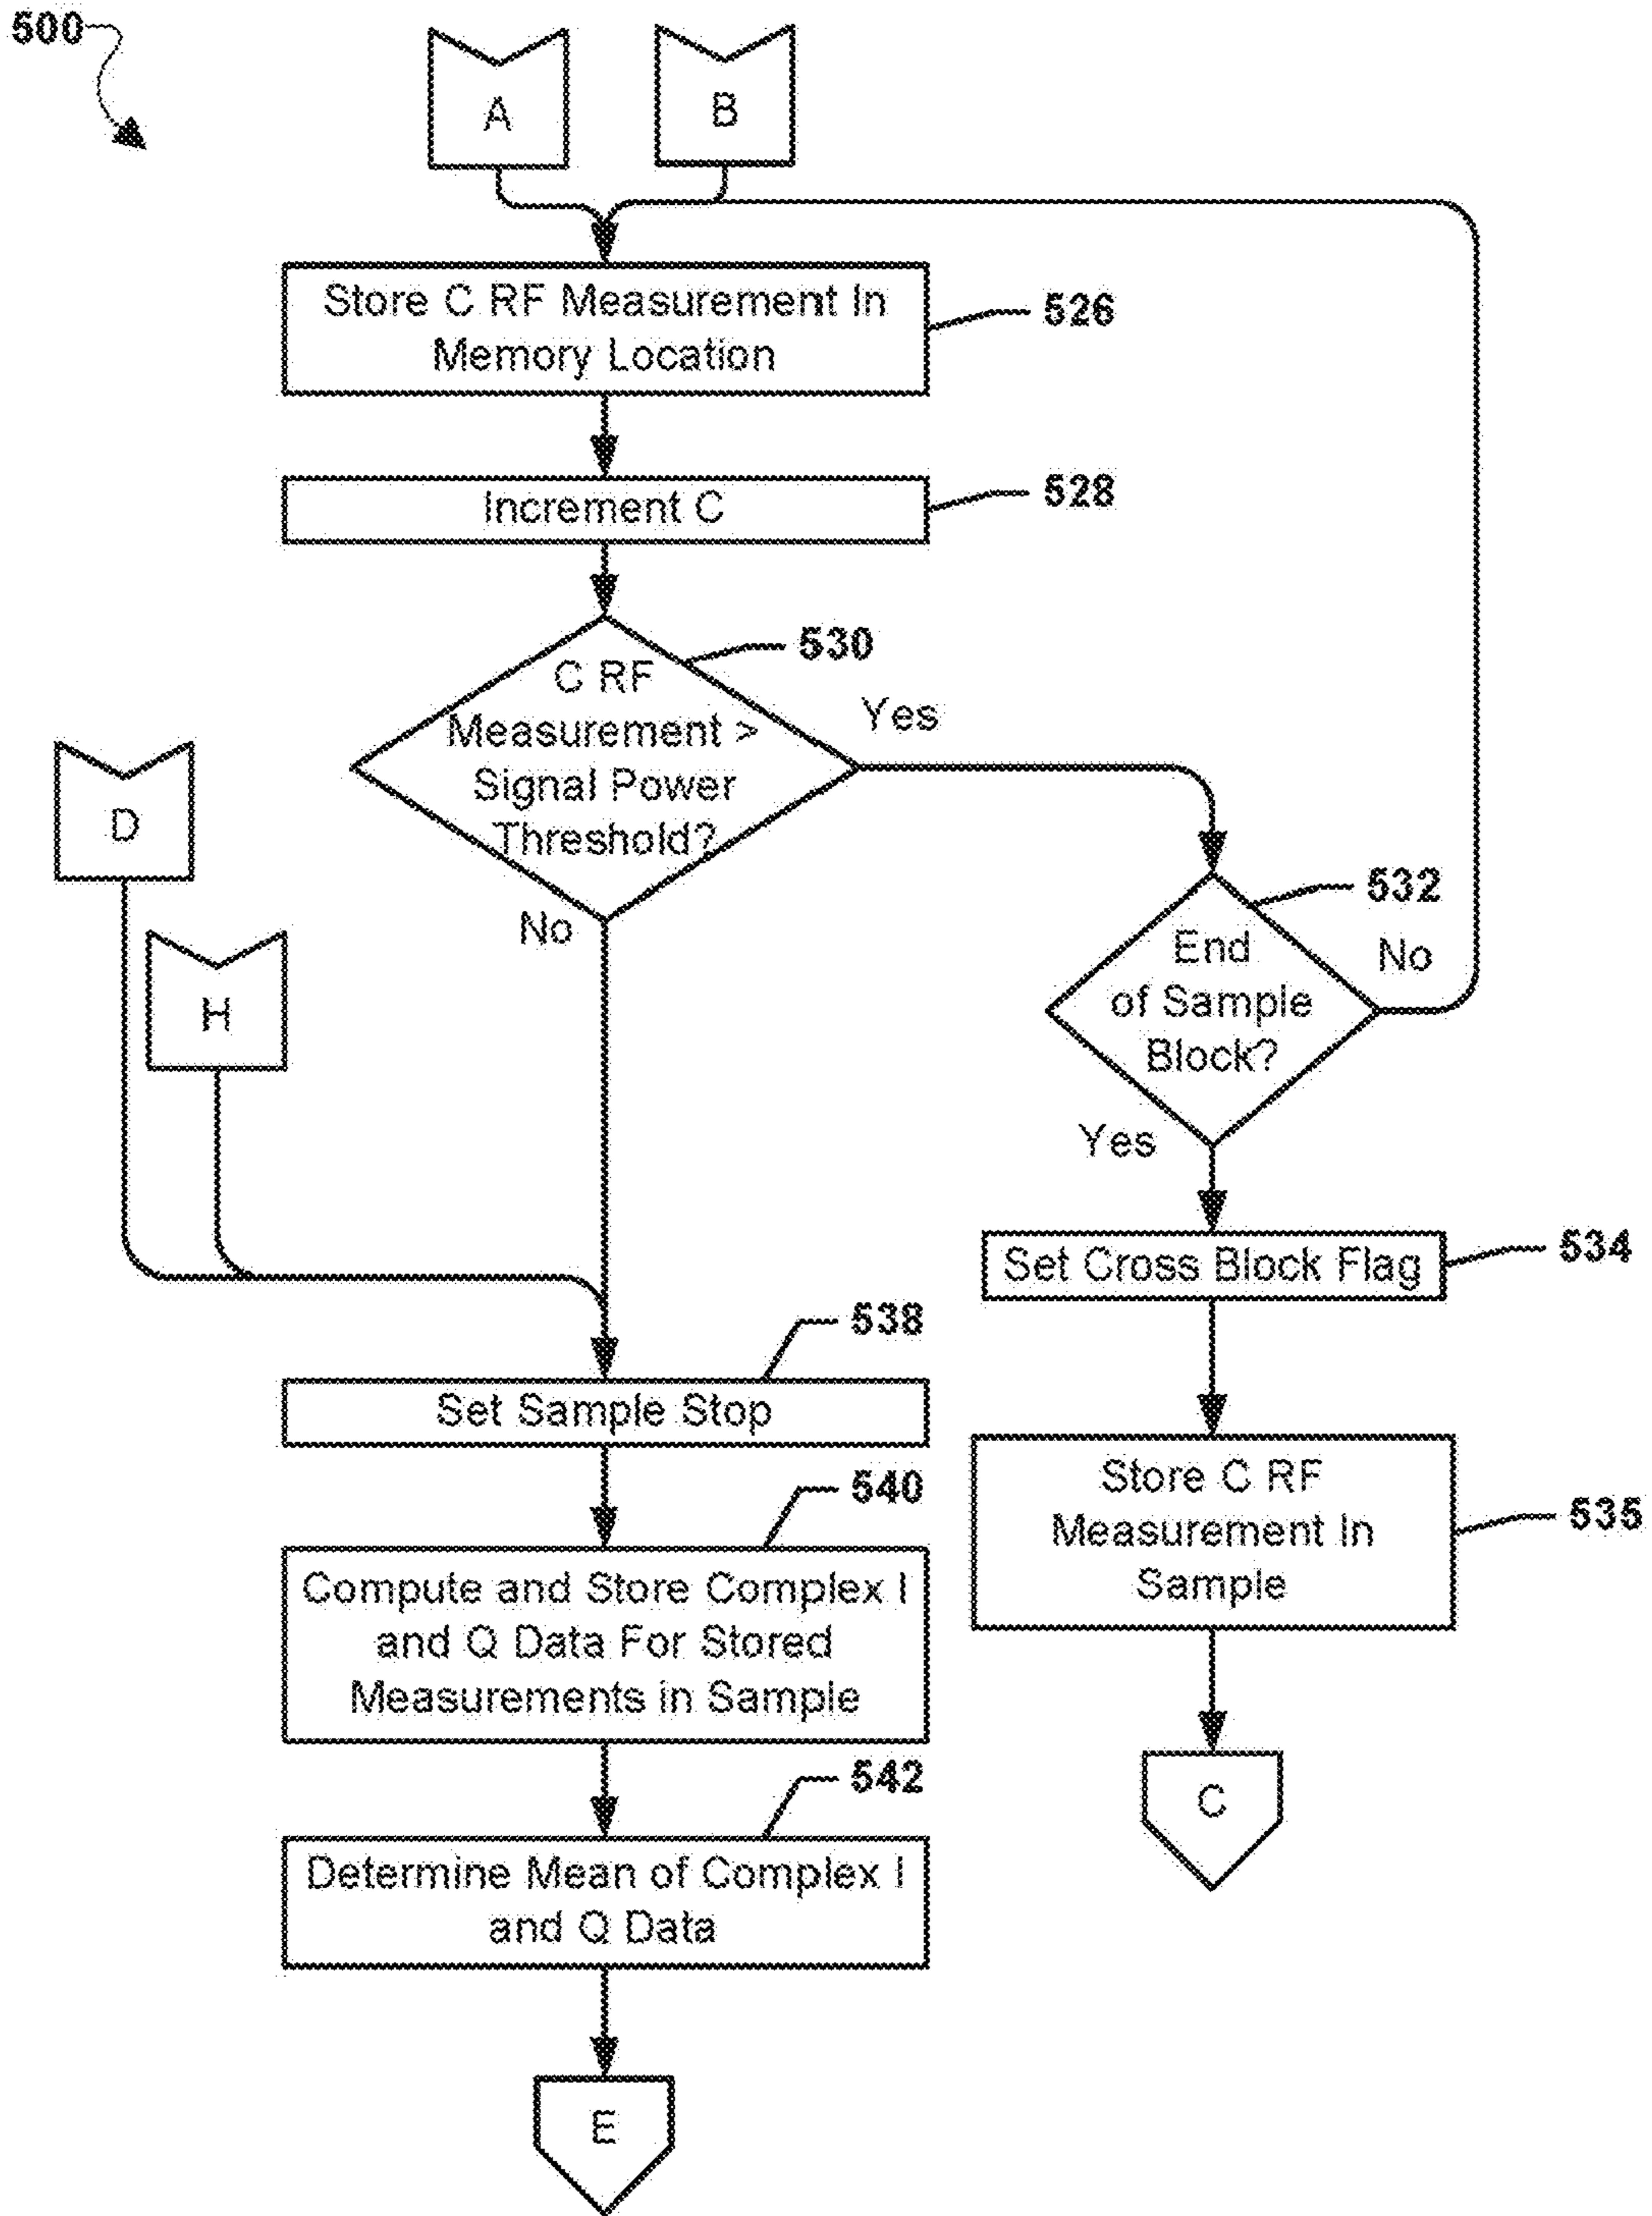 500
A
B
Store C RF Measurement In
Memory Location
526
Increment C
528
530
C RF
Measurement >
Signal Power
Threshold?
Yes
No
D
H
532
End
of Sample
Block?
No
Yes
Set Cross Block Flag
534
538
Set Sample Stop
Store C RF
Measurement In
Sample
535
540
Compute and Store Complex I
and Q Data For Stored
Measurements in Sample
C
542
Determine Mean of Complex I
and Q Data
E